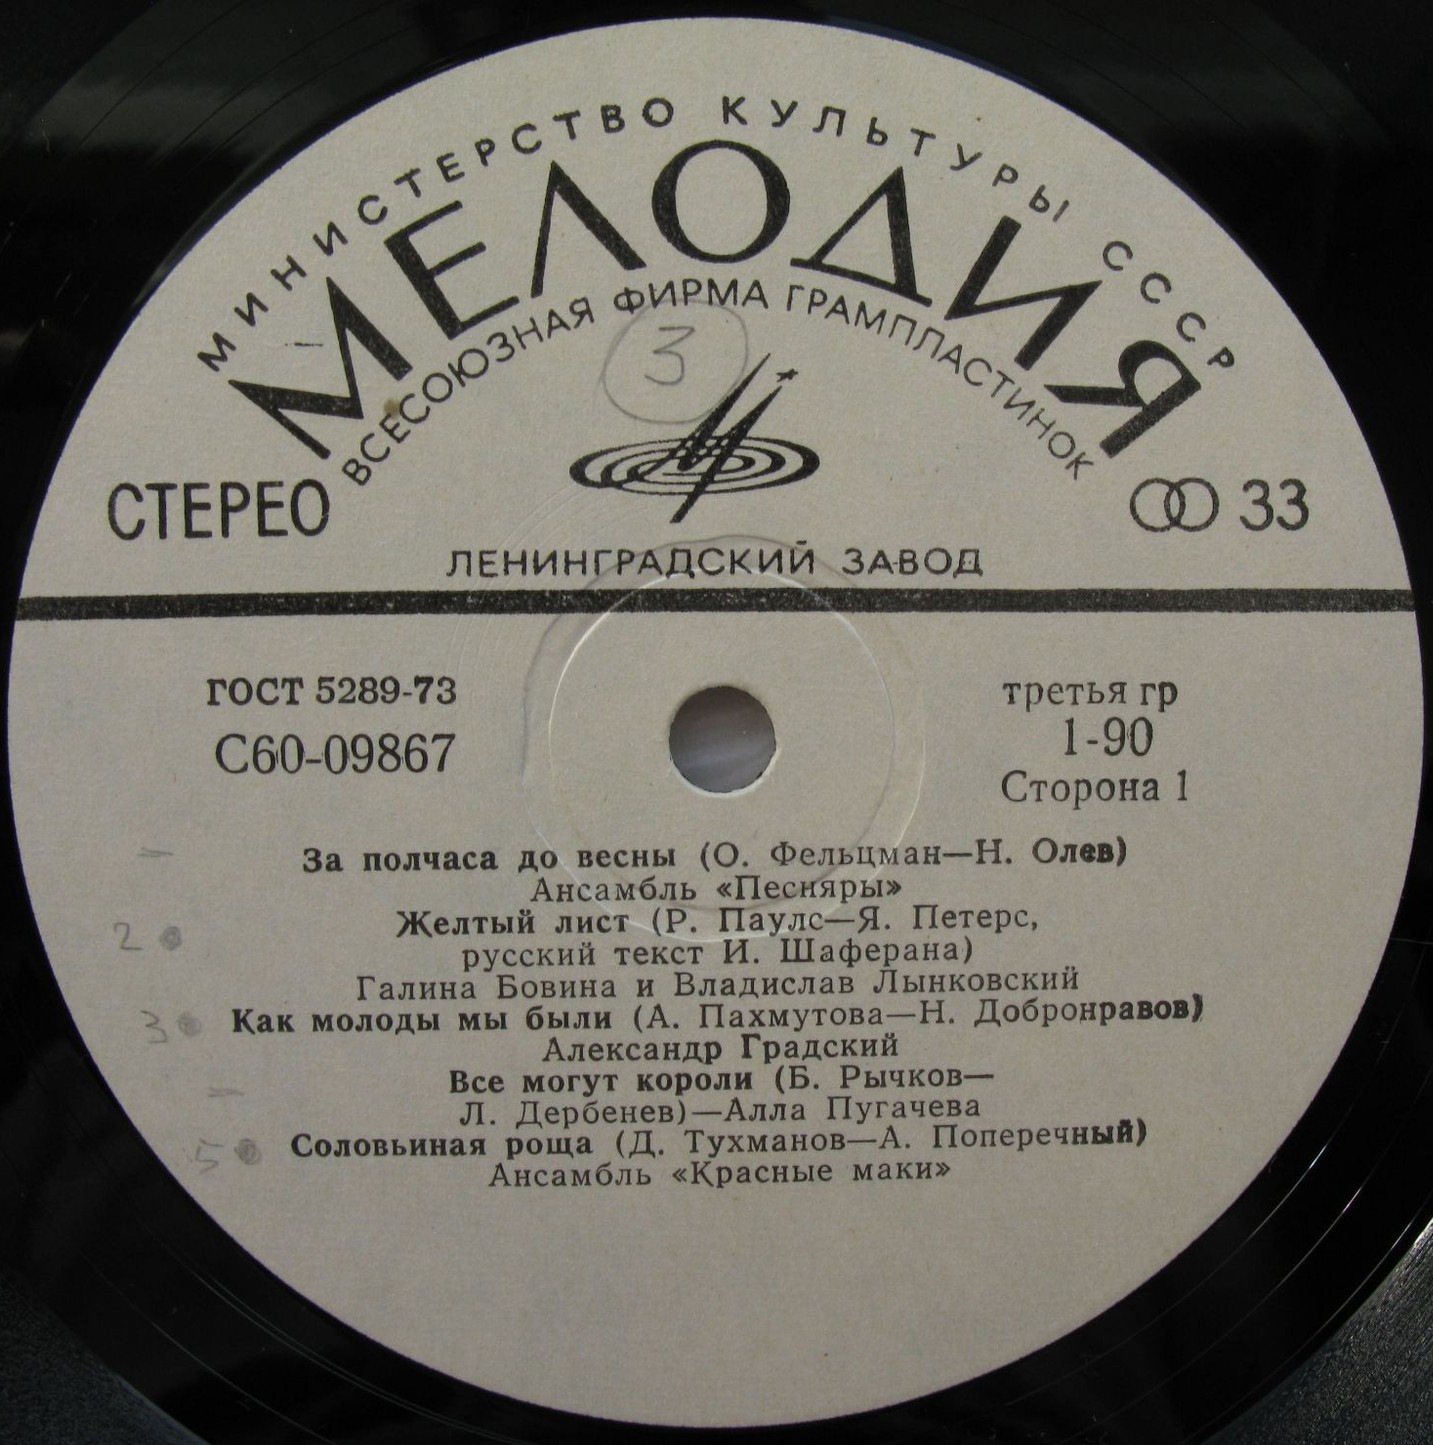 МИНИСТЕРСТВО КУЛЬТУРЫ СССР
МЕЛОДИЯ
ВСЕСОЮЗНАЯ ФИРМА ГРАМПЛАСТИНОК
3
СТЕРЕО
33
ЛЕНИНГРАДСКИЙ ЗАВОД
ГОСТ 5289-73
С60-09867
третья гр
1-90
Сторона 1
За полчаса до весны (О. Фельцман—Н. Олев)
Ансамбль «Песняры»
2
Желтый лист (Р. Паулс—Я. Петерс,
русский текст И. Шаферана)
Галина Бовина и Владислав Лынковский
3
Как молоды мы были (А. Пахмутова—Н. Добронравов)
Александр Градский
Все могут короли (Б. Рычков—
Л. Дербенев)—Алла Пугачева
5
Соловьиная роща (Д. Тухманов—А. Поперечный)
Ансамбль «Красные маки»